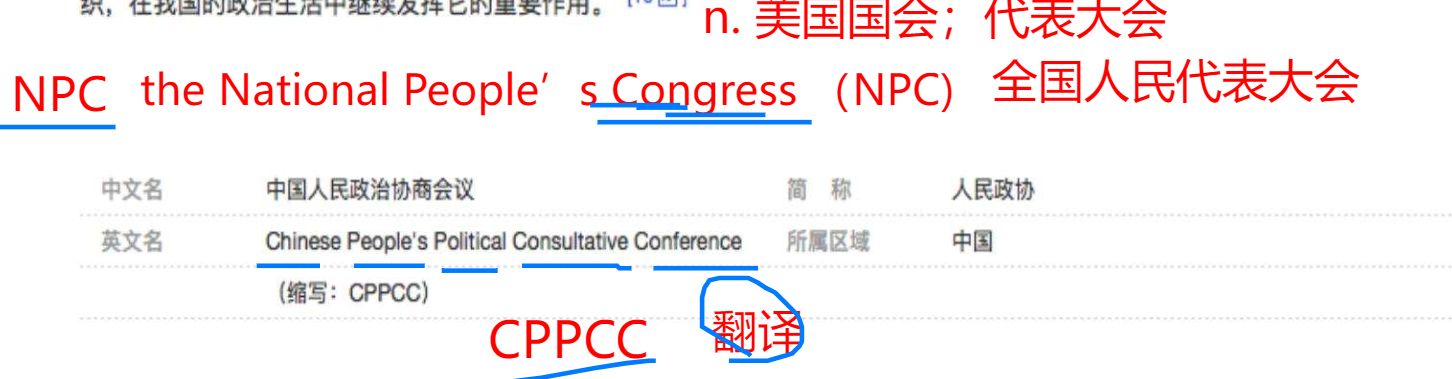 织，在我国的政治生活中继续发挥它的重要作用。
n. 美国国会；代表大会
NPC the National People’s Congress （NPC） 全国人民代表大会
中文名 中国人民政治协商会议 简 称 人民政协
英文名 Chinese People's Political Consultative Conference 所属区域 中国
（缩写：CPPCC）
CPPCC 翻译